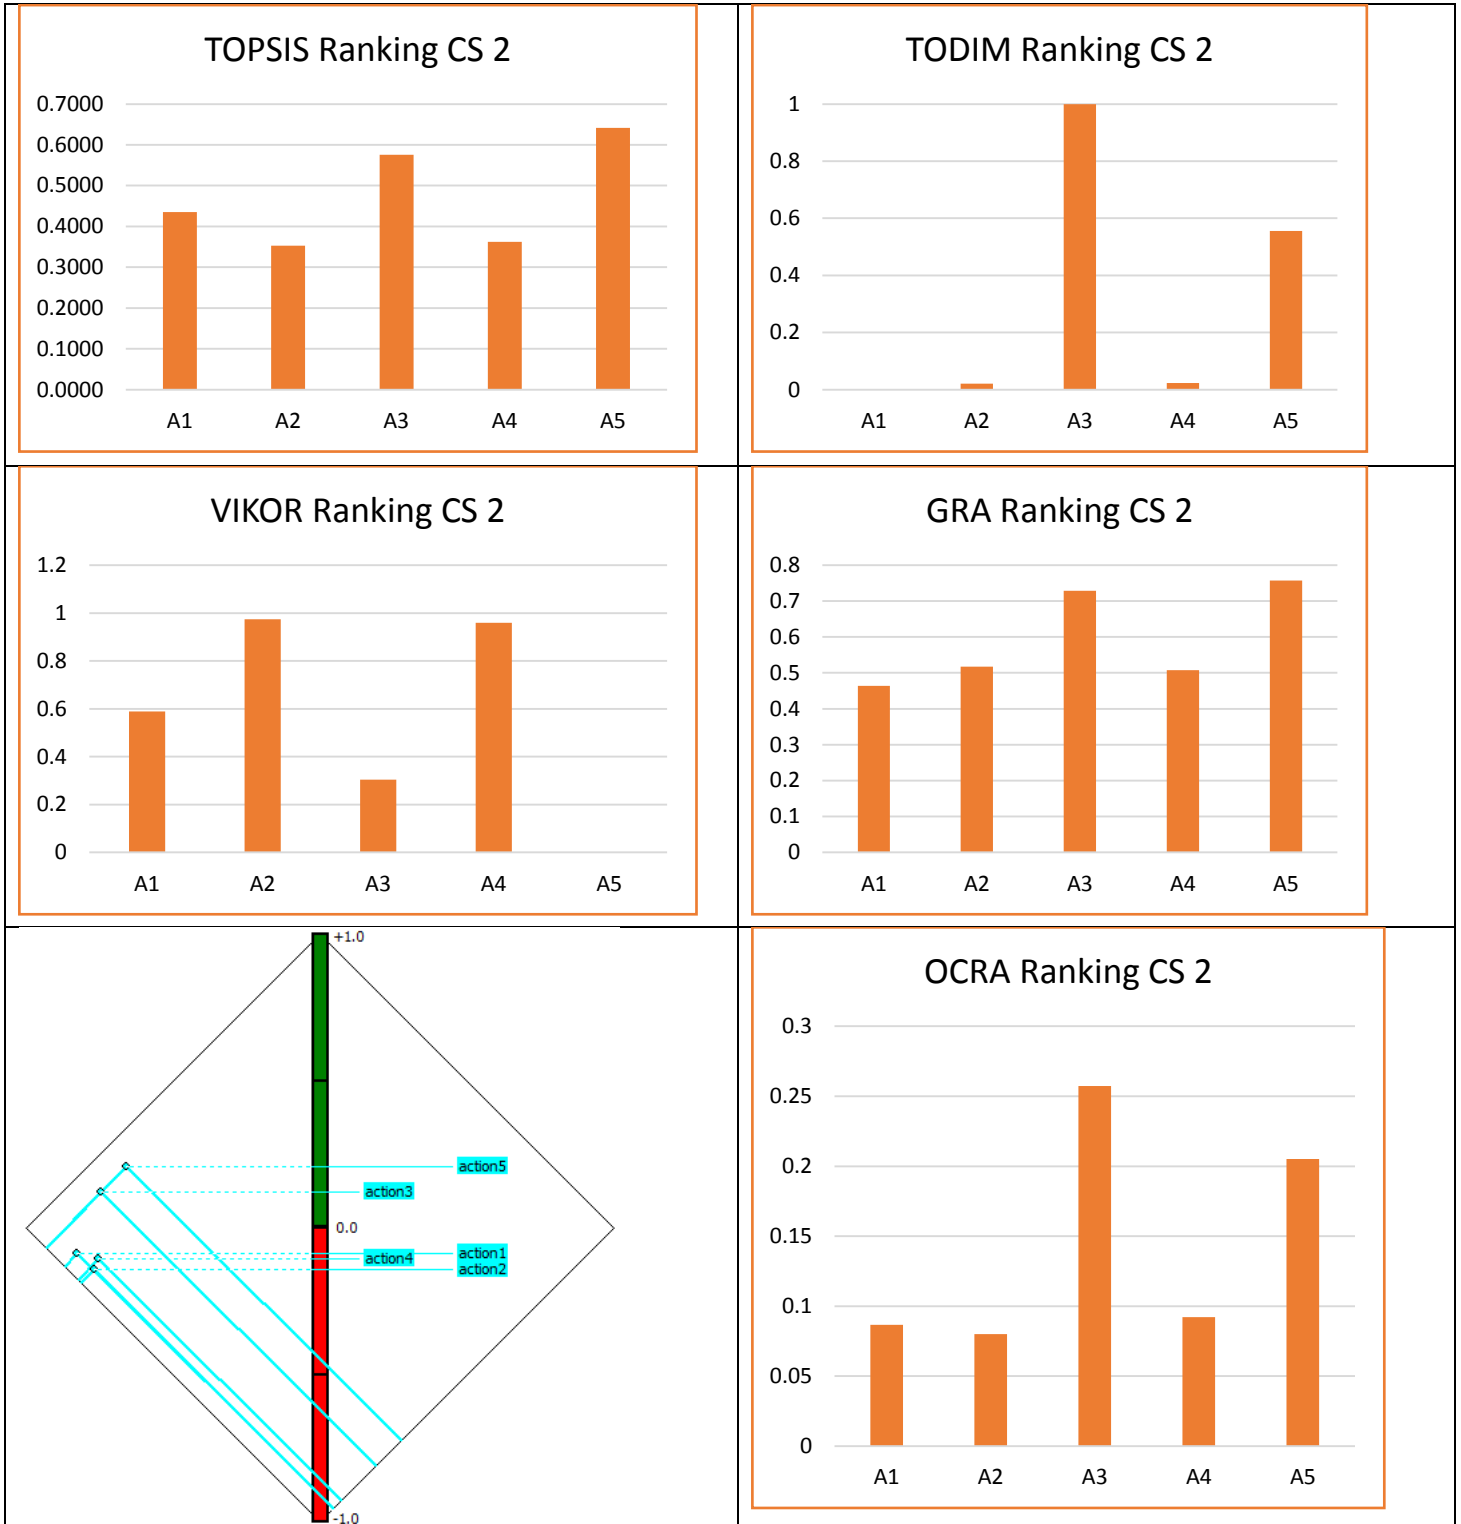 TOPSIS Ranking CS 2
0.7000
0.6000
0.5000
0.4000
0.3000
0.2000
0.1000
0.0000
A1 A2 A3 A4 A5
TODIM Ranking CS 2
1
0.8
0.6
0.4
0.2
0
A1 A2 A3 A4 A5
VIKOR Ranking CS 2
1.2
1
0.8
0.6
0.4
0.2
0
A1 A2 A3 A4 A5
GRA Ranking CS 2
0.8
0.7
0.6
0.5
0.4
0.3
0.2
0.1
0
A1 A2 A3 A4 A5
+1.0
action5
action3
0.0
action1
action4
action2
-1.0
OCRA Ranking CS 2
0.3
0.25
0.2
0.15
0.1
0.05
0
A1 A2 A3 A4 A5